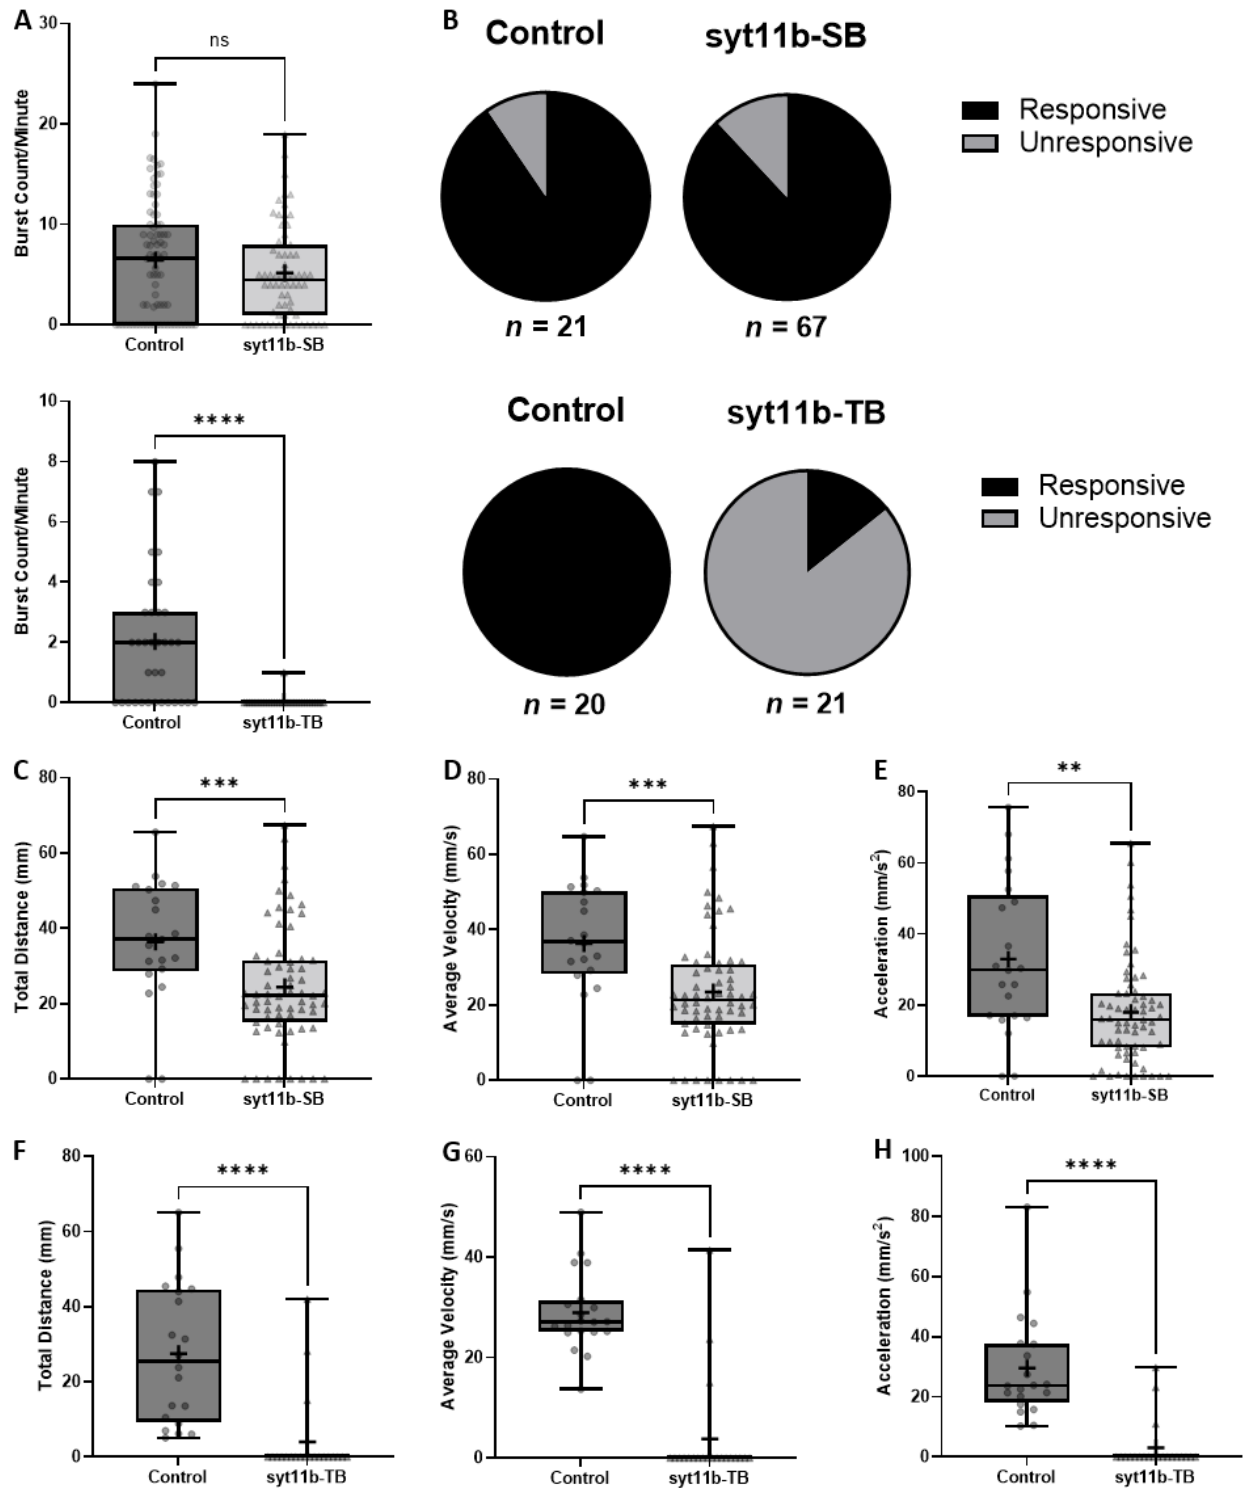 A
30
20
10
0
Burst Count/Minute
ns
Control
syt11b-SB
10
8
6
4
2
0
Burst Count/Minute
****
Control
syt11b-TB
B
Control
syt11b-SB
n = 21
n = 67
Responsive
Unresponsive
Control
syt11b-TB
n = 20
n = 21
Responsive
Unresponsive
C
80
60
40
20
0
Total Distance (mm)
***
Control
syt11b-SB
D
80
60
40
20
0
Average Velocity (mm/s)
***
Control
syt11b-SB
E
80
60
40
20
0
Acceleration (mm/s²)
**
Control
syt11b-SB
F
80
60
40
20
0
Total Distance (mm)
****
Control
syt11b-TB
G
60
40
20
0
Average Velocity (mm/s)
****
Control
syt11b-TB
H
100
80
60
40
20
0
Acceleration (mm/s²)
****
Control
syt11b-TB